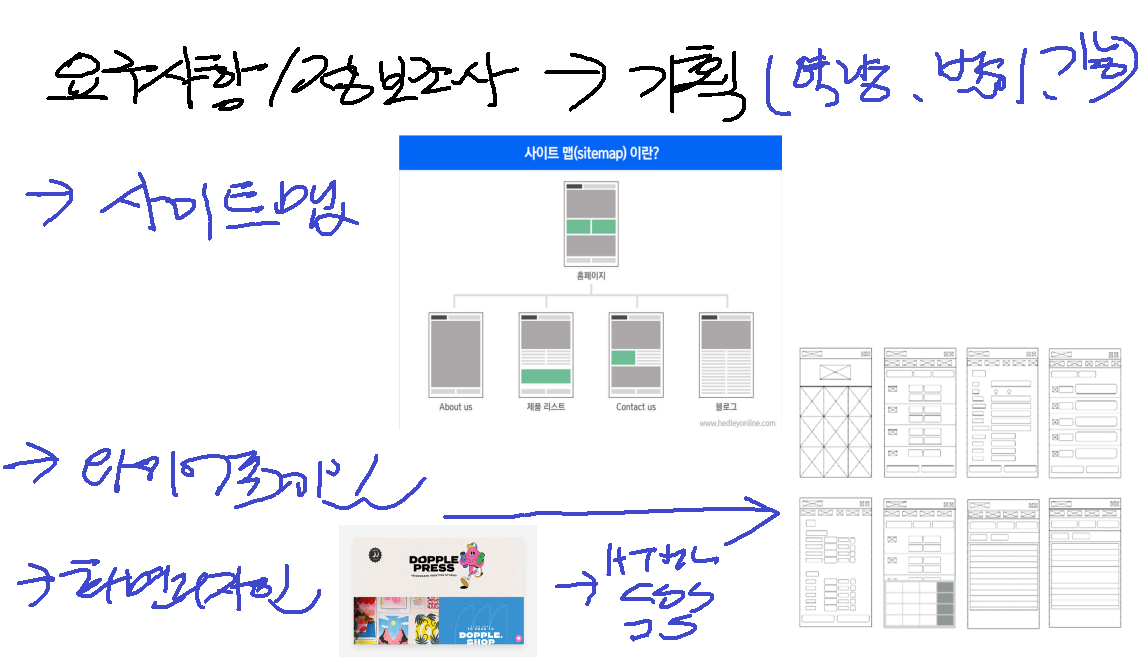 요구사항/정보조사 → 기획 (역량, 범위, 기능)
→ 사이트맵
사이트 맵(sitemap) 이란?
홈페이지
About us
제품 리스트
Contact us
블로그
www.hedleyonline.com
→ 와이어프레임
→ 화면디자인
DOPPLE
PRESS
DOPPLE.
SHOP
→ HTML
CSS
JS